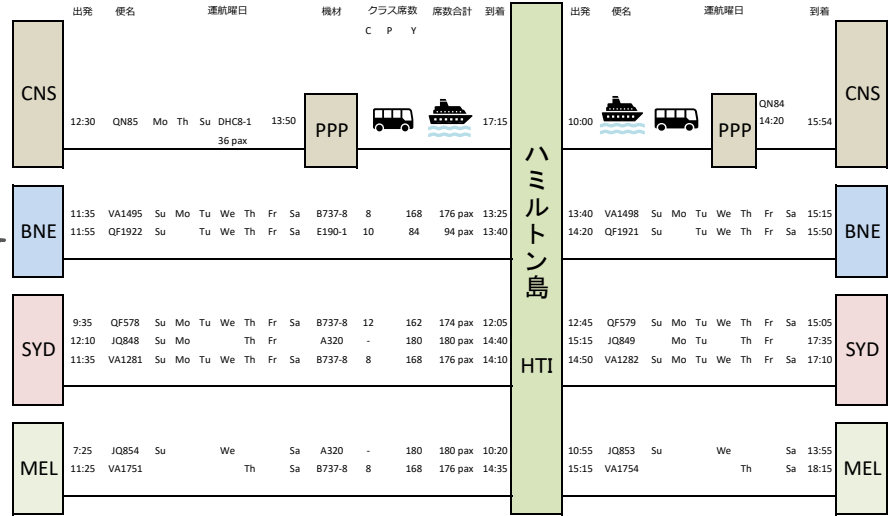 出発 便名 運航曜日 機材 クラス席数 席数合計 到着 出発 便名 運航曜日 到着
C P Y
CNS
QN84
12:30 QN85 Mo Th Su DHC8-1 13:50 PPP 17:15 10:00 PPP 14:20 15:54
36 pax
CNS
BNE
11:35 VA1495 Su Mo Tu We Th Fr Sa B737-8 8 168 176 pax 13:25 13:40 VA1498 Su Mo Tu We Th Fr Sa 15:15
11:55 QF1922 Su Tu We Th Fr Sa E190-1 10 84 94 pax 13:40 14:20 QF1921 Su Tu We Th Fr Sa 15:50
BNE
ハミルトン島
HTI
SYD
9:35 QF578 Su Mo Tu We Th Fr Sa B737-8 12 162 174 pax 12:05 12:45 QF579 Su Mo Tu We Th Fr Sa 15:05
12:10 JQ848 Su Mo Th Fr A320 - 180 180 pax 14:40 15:15 JQ849 Mo Tu Th Fr 17:35
11:35 VA1281 Su Mo Tu We Th Fr Sa B737-8 8 168 176 pax 14:10 14:50 VA1282 Su Mo Tu We Th Fr Sa 17:10
SYD
MEL
7:25 JQ854 Su We Sa A320 - 180 180 pax 10:20 10:55 JQ853 Su We Sa 13:55
11:25 VA1751 Th Sa B737-8 8 168 176 pax 14:35 15:15 VA1754 Th Sa 18:15
MEL